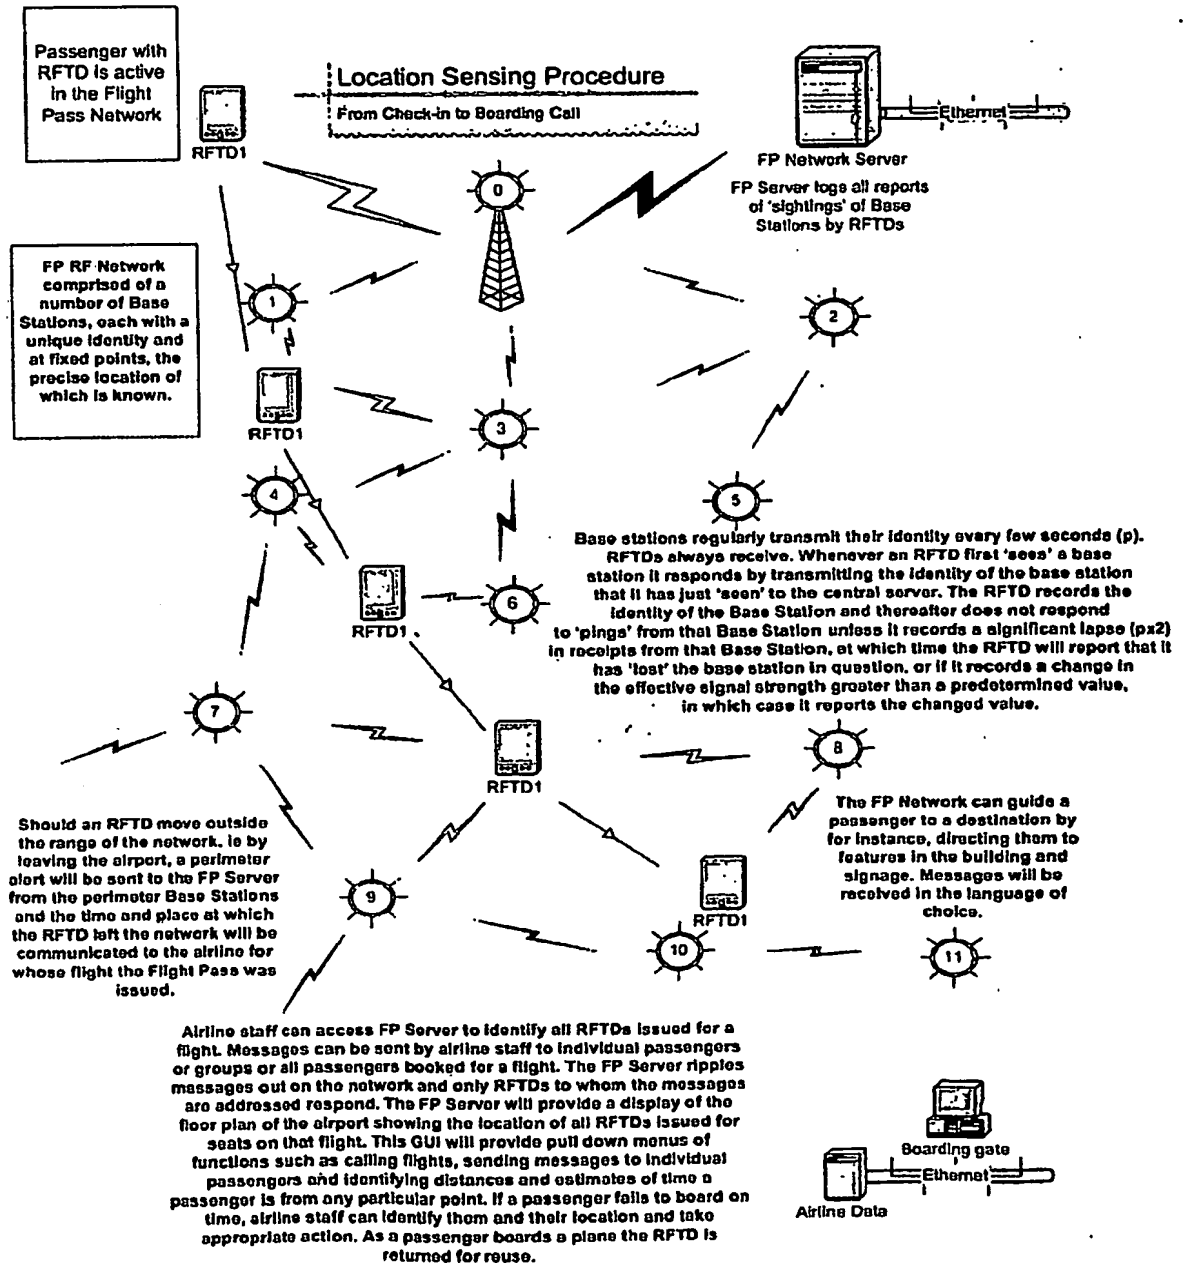 Passenger with
RFTD is active
in the Flight
Pass Network
RFTD1
Location Sensing Procedure
From Check-in to Boarding Call
Ethernet
FP Network Server
FP Server logs all reports
of 'sightings' of Base
Stations by RFTDs
0
FP RF Network
comprised of a
number of Base
Stations, each with a
unique identity and
at fixed points, the
precise location of
which is known.
1
2
RFTD1
3
4
5
Base stations regularly transmit their identity every few seconds (p).
RFTDs always receive. Whenever an RFTD first 'sees' a base
station it responds by transmitting the identity of the base station
that it has just 'seen' to the central server. The RFTD records the
identity of the Base Station and thereafter does not respond
to 'pings' from that Base Station unless it records a significant lapse (px2)
in receipts from that Base Station, at which time the RFTD will report that it
has 'lost' the base station in question, or if it records a change in
the effective signal strength greater than a predetermined value,
in which case it reports the changed value.
RFTD1
6
7
RFTD1
8
Should an RFTD move outside
the range of the network, ie by
leaving the airport, a perimeter
alert will be sent to the FP Server
from the perimeter Base Stations
and the time and place at which
the RFTD left the network will be
communicated to the airline for
whose flight the Flight Pass was
issued.
The FP Network can guide a
passenger to a destination by
for instance, directing them to
features in the building and
signage. Messages will be
received in the language of
choice.
9
RFTD1
10
11
Airline staff can access FP Server to identify all RFTDs issued for a
flight. Messages can be sent by airline staff to individual passengers
or groups or all passengers booked for a flight. The FP Server ripples
messages out on the network and only RFTDs to whom the messages
are addressed respond. The FP Server will provide a display of the
floor plan of the airport showing the location of all RFTDs issued for
seats on that flight. This GUI will provide pull down menus of
functions such as calling flights, sending messages to individual
passengers and identifying distances and estimates of time a
passenger is from any particular point. If a passenger fails to board on
time, airline staff can identify them and their location and take
appropriate action. As a passenger boards a plane the RFTD is
returned for reuse.
Boarding gate
Ethernet
Airline Data